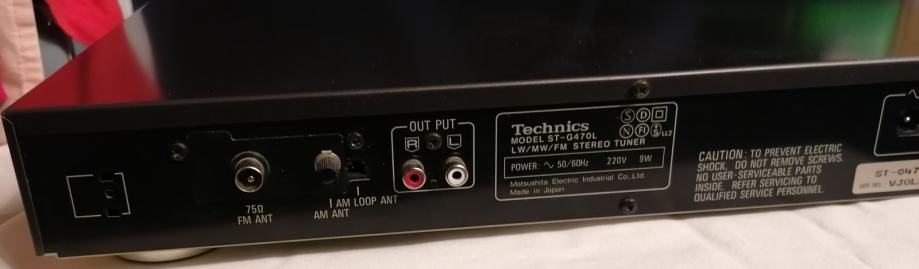 OUT PUT
R
L
75Ω
FM ANT
AM ANT
AM LOOP ANT
Technics
MODEL ST-G470L
LW/MW/FM STEREO TUNER
S D
N FI
POWER: ∿ 50/60Hz 220V 9W
Matsushita Electric Industrial Co.,Ltd.
Made in Japan
CAUTION: TO PREVENT ELECTRIC
SHOCK, DO NOT REMOVE SCREWS.
NO USER-SERVICEABLE PARTS
INSIDE. REFER SERVICING TO
QUALIFIED SERVICE PERSONNEL.